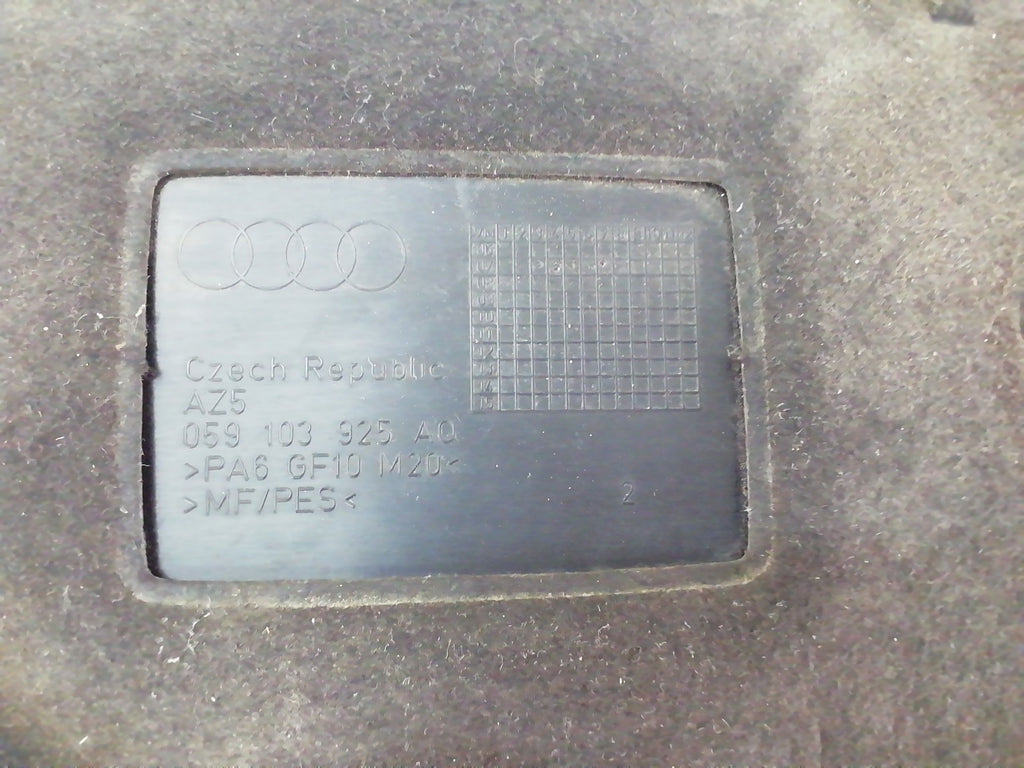 Czech Republic
AZ5
059 103 925 AQ
>PA6 GF10 M20<
>MF/PES<
2